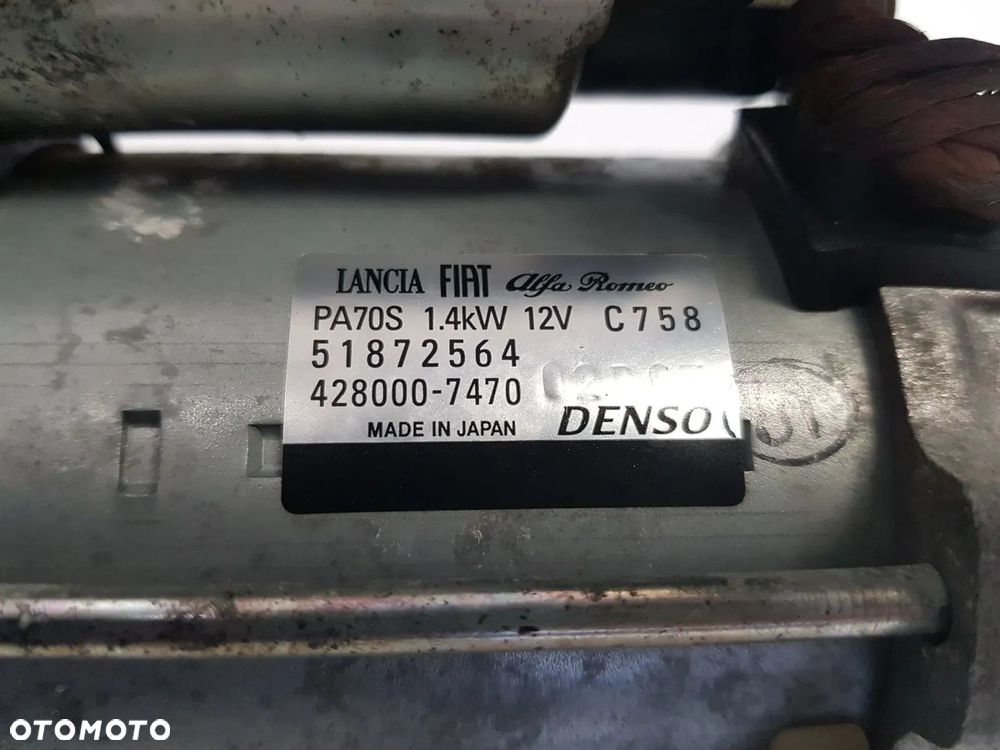 LANCIA FIAT Alfa Romeo
PA70S 1.4kW 12V C758
51872564
428000-7470
MADE IN JAPAN DENSO
OTOMOTO